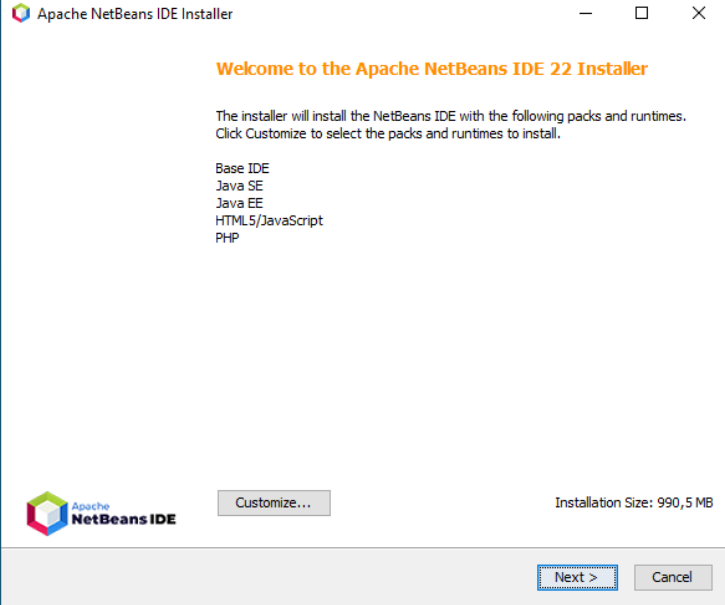 Apache NetBeans IDE Installer
Welcome to the Apache NetBeans IDE 22 Installer
The installer will install the NetBeans IDE with the following packs and runtimes.
Click Customize to select the packs and runtimes to install.
Base IDE
Java SE
Java EE
HTML5/JavaScript
PHP
Apache
NetBeans IDE
Customize...
Installation Size: 990,5 MB
Next >
Cancel